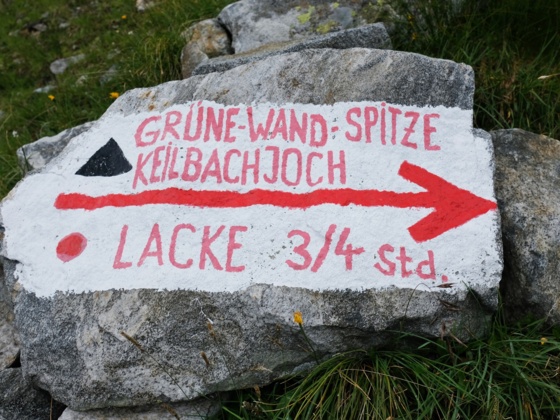 GRÜNE-WAND-SPITZE
KEILBACHJOCH
LACKE 3/4 Std.